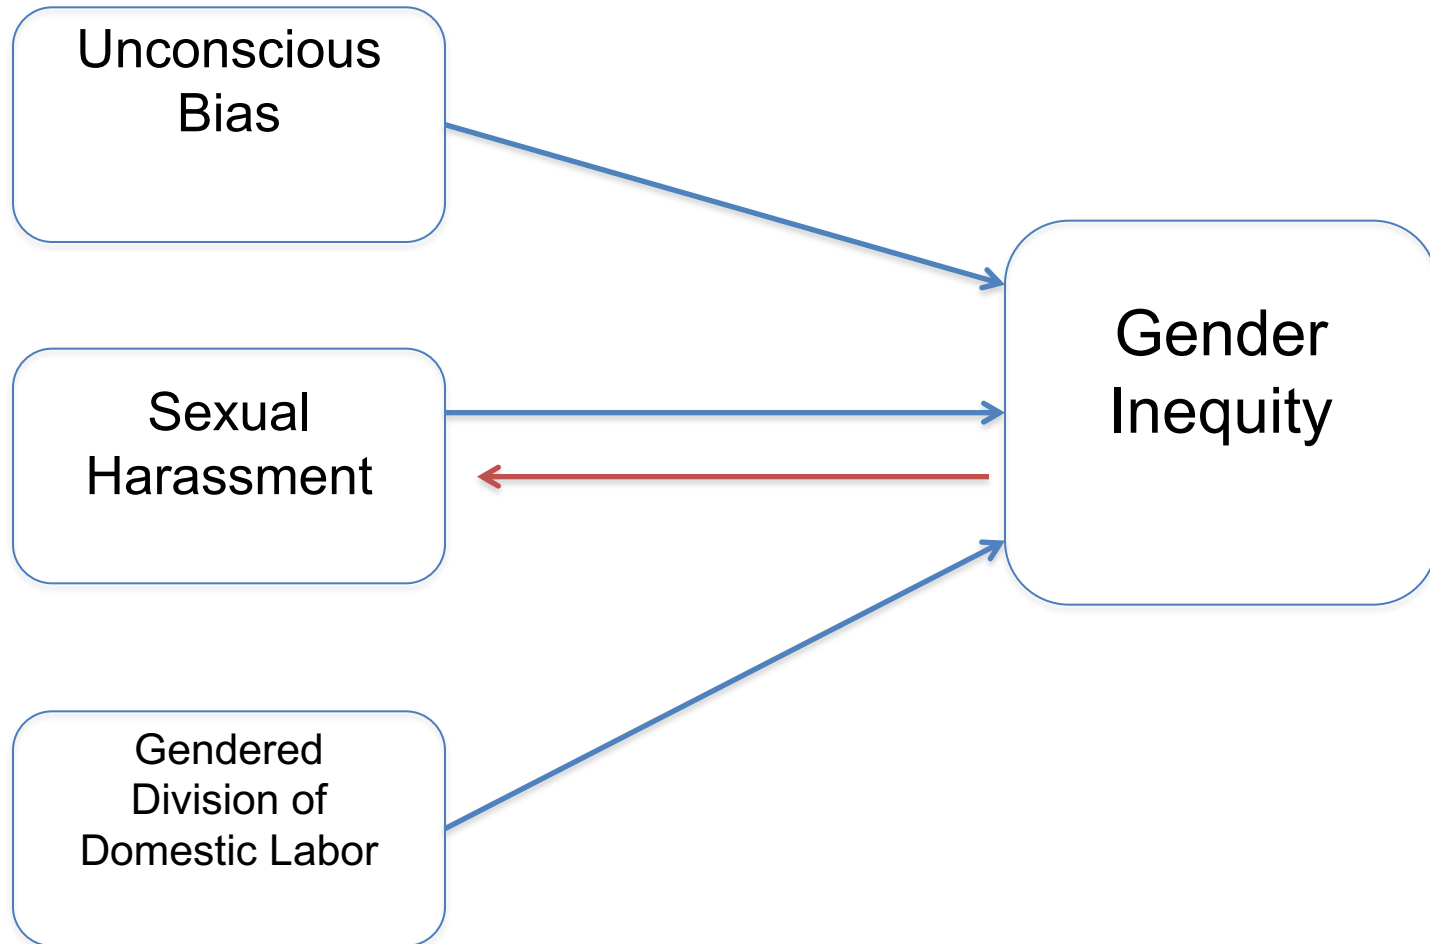 Unconscious
Bias
Sexual
Harassment
Gendered
Division of
Domestic Labor
Gender
Inequity